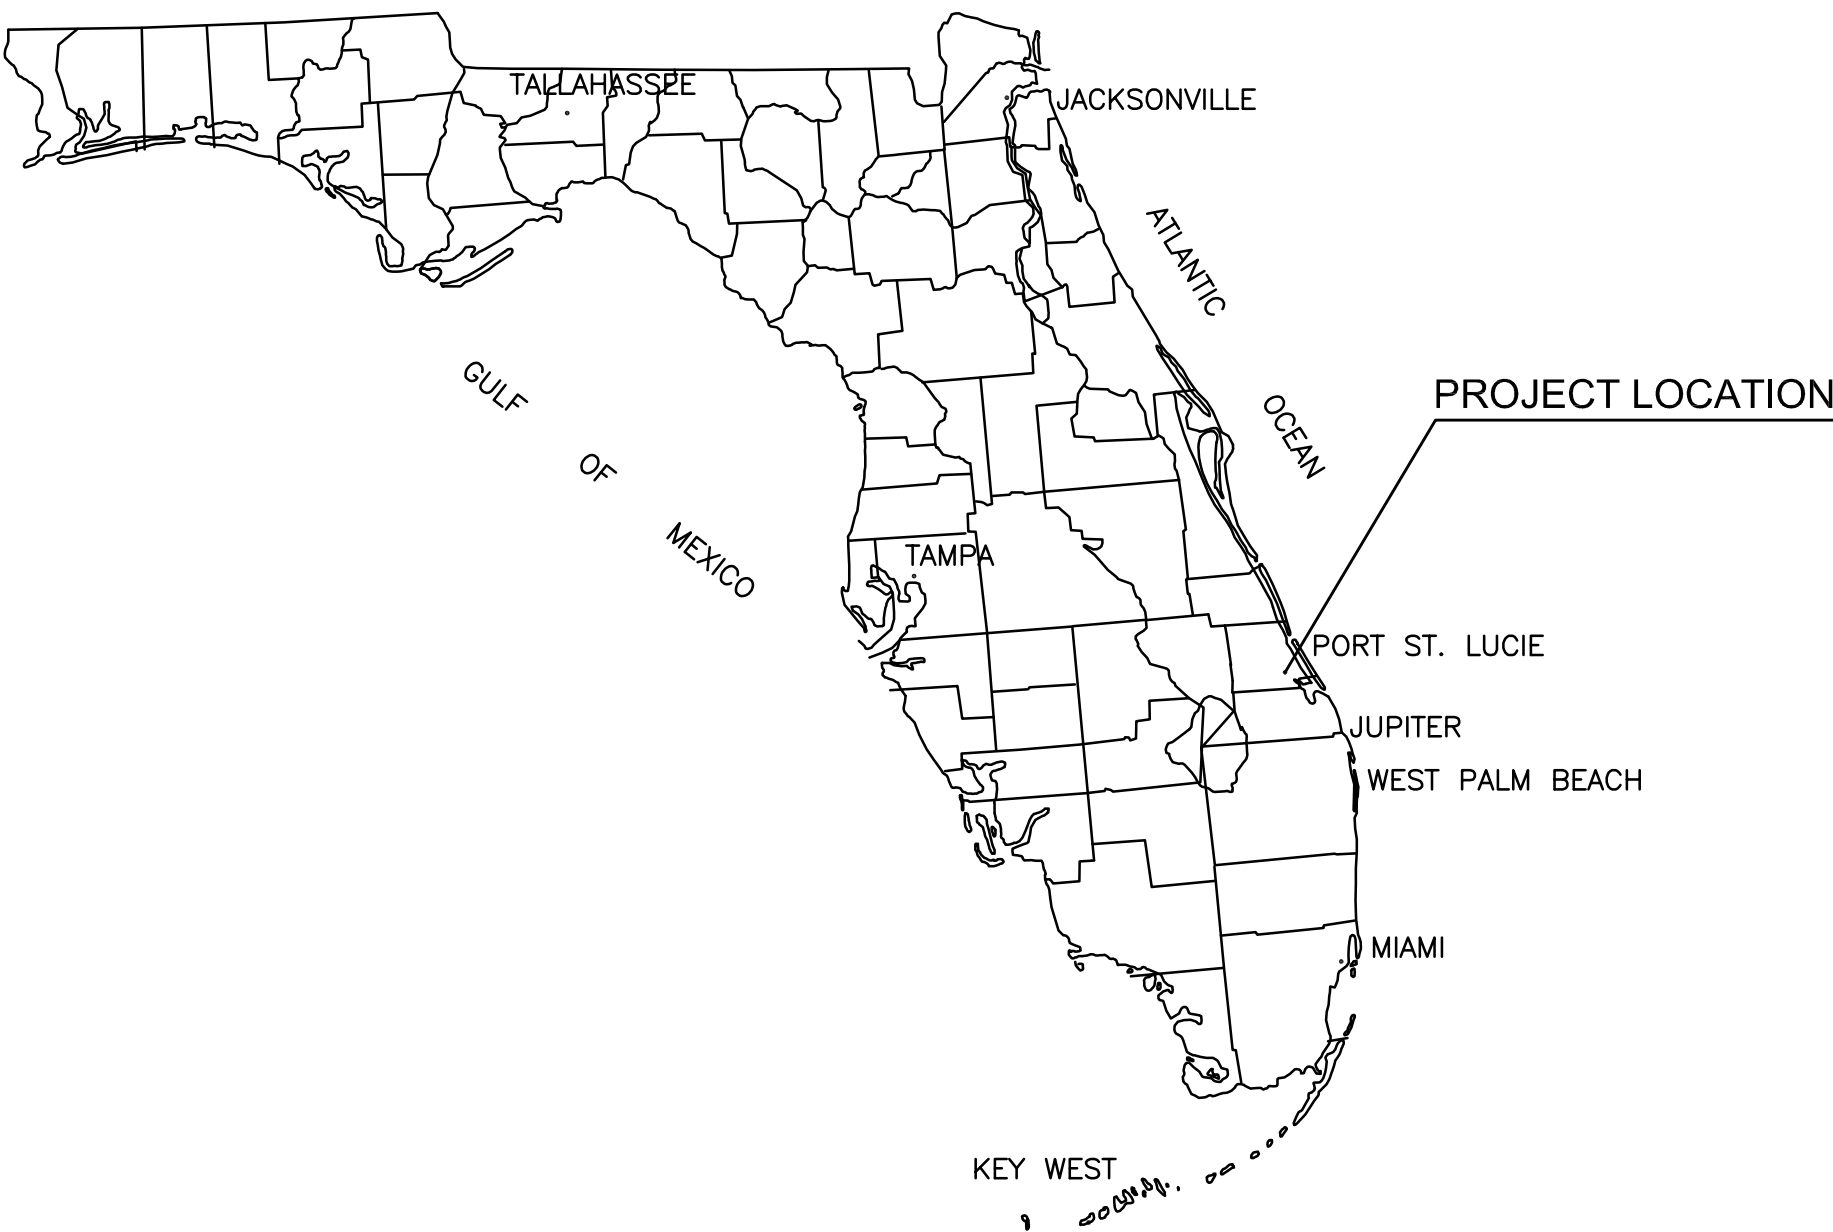 TALLAHASSEE
JACKSONVILLE
ATLANTIC
OCEAN
GULF
OF
MEXICO
PROJECT LOCATION
TAMPA
PORT ST. LUCIE
JUPITER
WEST PALM BEACH
MIAMI
KEY WEST